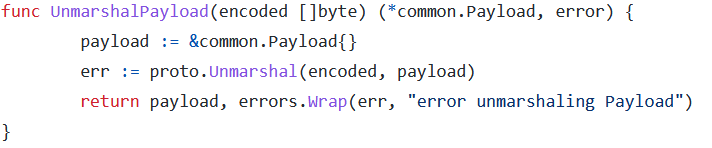 func UnmarshalPayload(encoded []byte) (*common.Payload, error) {
        payload := &common.Payload{}
        err := proto.Unmarshal(encoded, payload)
        return payload, errors.Wrap(err, "error unmarshaling Payload")
}